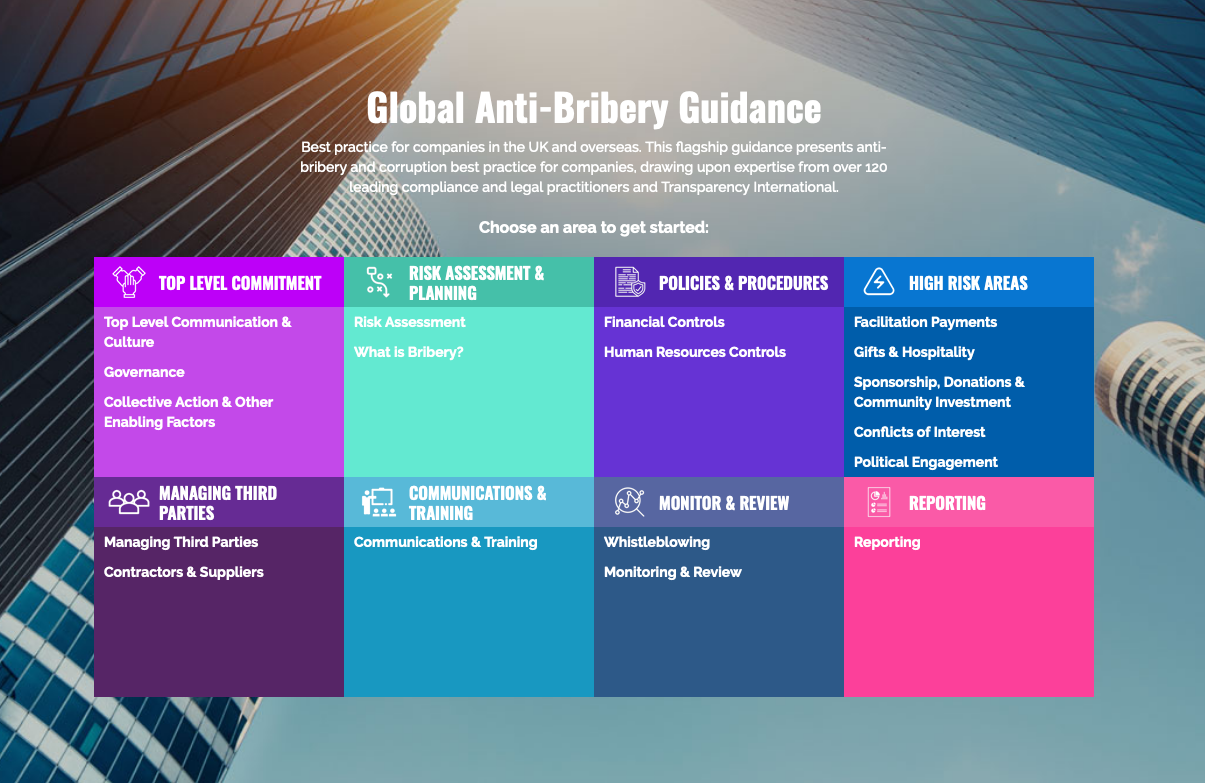 Global Anti-Bribery Guidance
Best practice for companies in the UK and overseas. This flagship guidance presents anti-
bribery and corruption best practice for companies, drawing upon expertise from over 120
leading compliance and legal practitioners and Transparency International.
Choose an area to get started:
TOP LEVEL COMMITMENT
Top Level Communication &
Culture
Governance
Collective Action & Other
Enabling Factors
RISK ASSESSMENT &
PLANNING
Risk Assessment
What is Bribery?
POLICIES & PROCEDURES
Financial Controls
Human Resources Controls
HIGH RISK AREAS
Facilitation Payments
Gifts & Hospitality
Sponsorship, Donations &
Community Investment
Conflicts of Interest
Political Engagement
MANAGING THIRD
PARTIES
Managing Third Parties
Contractors & Suppliers
COMMUNICATIONS &
TRAINING
Communications & Training
MONITOR & REVIEW
Whistleblowing
Monitoring & Review
REPORTING
Reporting